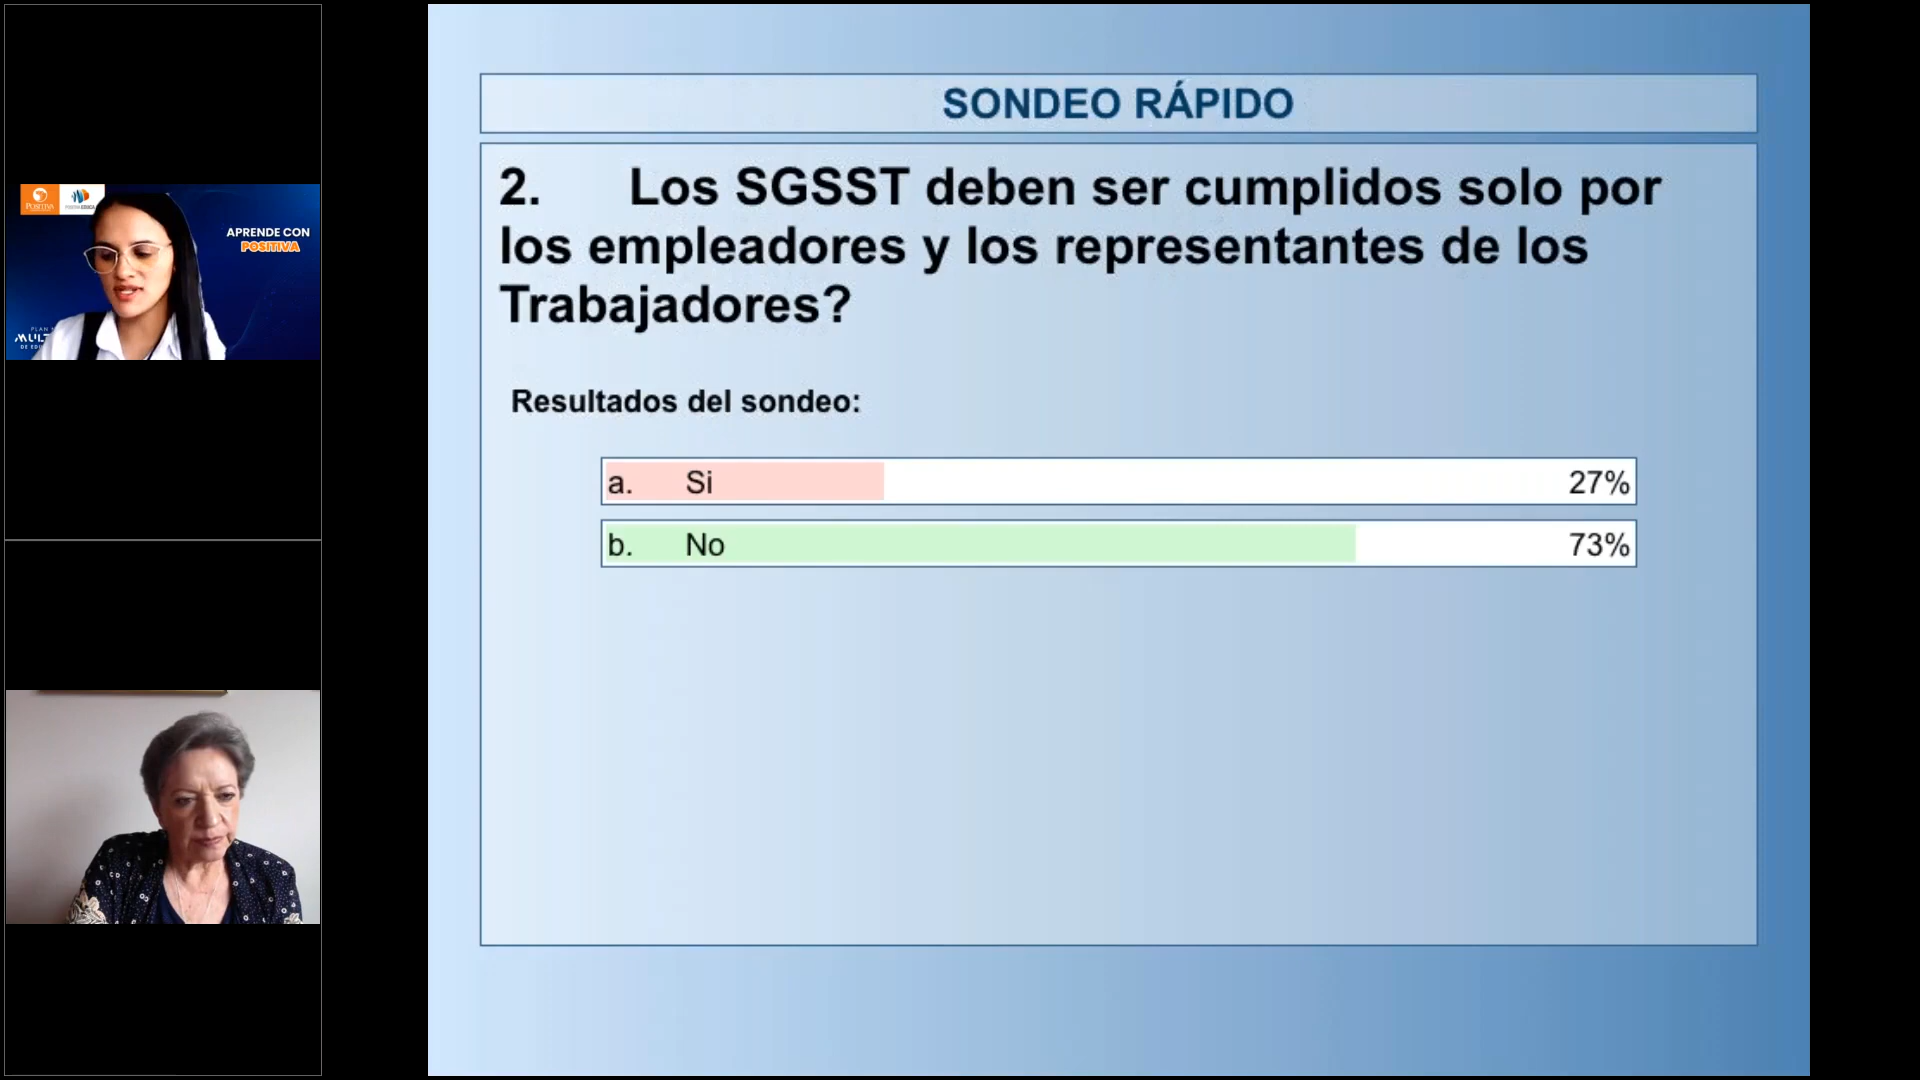 POSITIVA
APRENDE CON
POSITIVA
SONDEO RÁPIDO
2. Los SGSST deben ser cumplidos solo por
los empleadores y los representantes de los
Trabajadores?
Resultados del sondeo:
a. Si 27%
b. No 73%